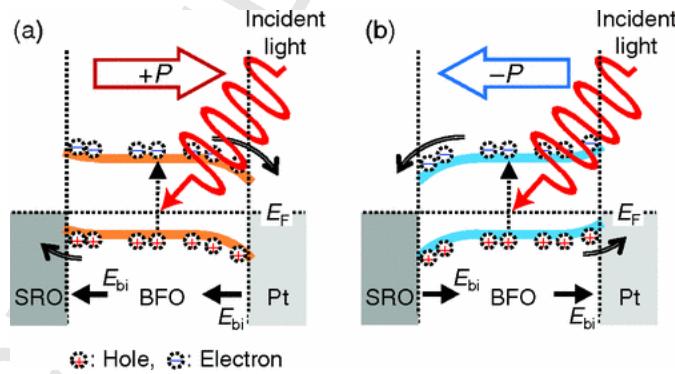 (a)
+P
Incident
light
E_F
SRO
E_bi
BFO
E_bi
Pt
(b)
–P
Incident
light
E_F
SRO
E_bi
BFO
E_bi
Pt
+: Hole, –: Electron